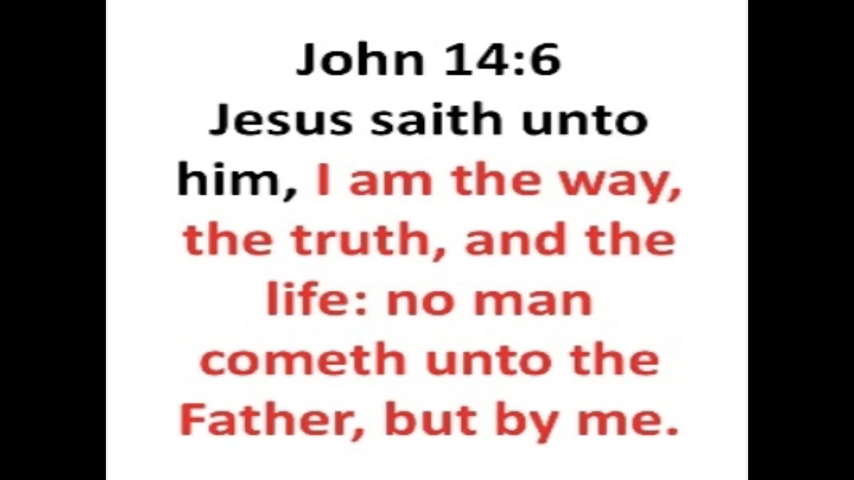 John 14:6
Jesus saith unto
him, I am the way,
the truth, and the
life: no man
cometh unto the
Father, but by me.